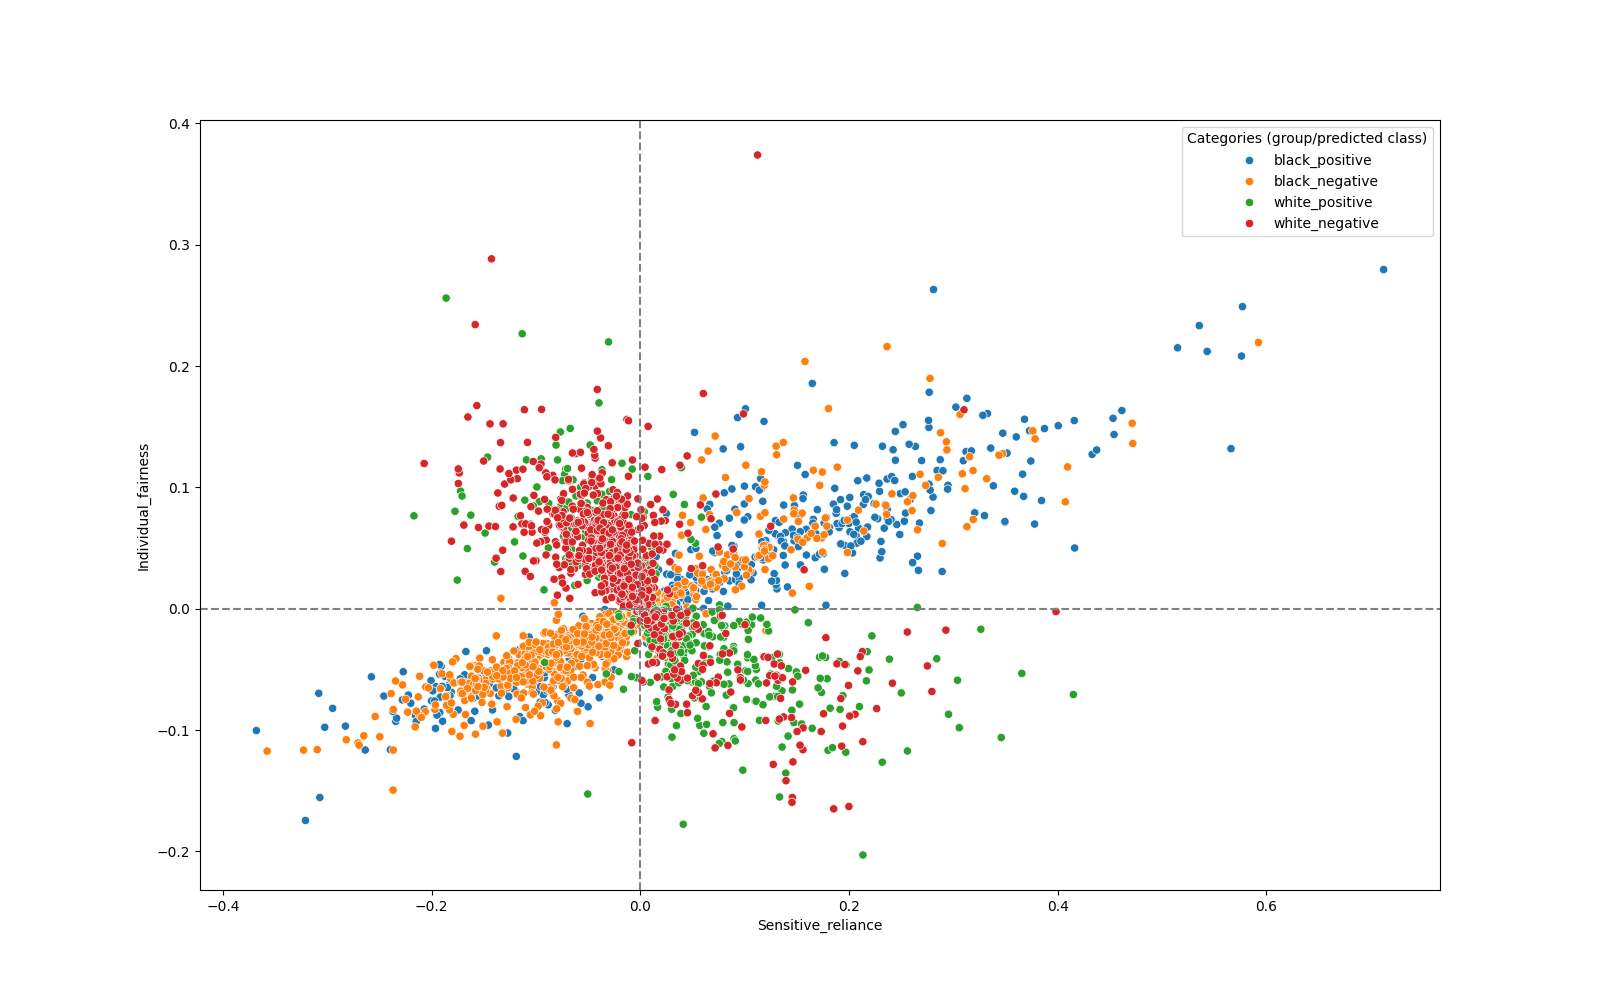 Categories (group/predicted class)
black_positive
black_negative
white_positive
white_negative
0.4
0.3
0.2
0.1
0.0
−0.1
−0.2
Individual_fairness
−0.4
−0.2
0.0
0.2
0.4
0.6
Sensitive_reliance